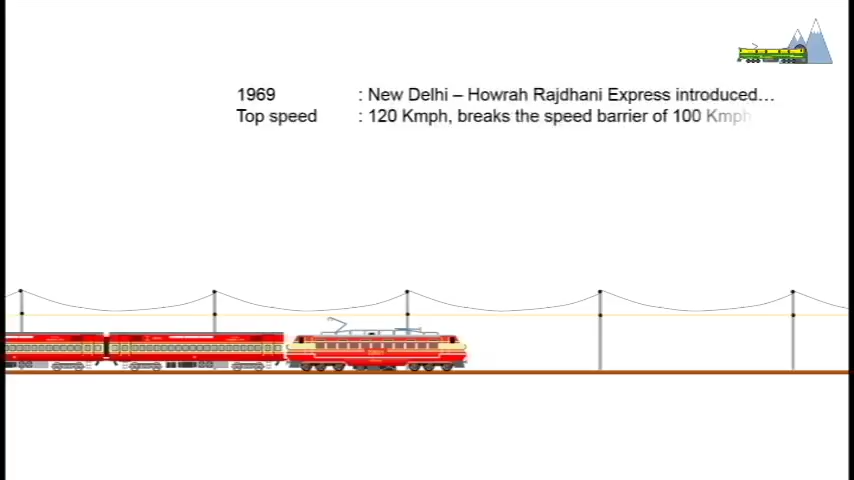 1969 : New Delhi – Howrah Rajdhani Express introduced…
Top speed : 120 Kmph, breaks the speed barrier of 100 Kmph